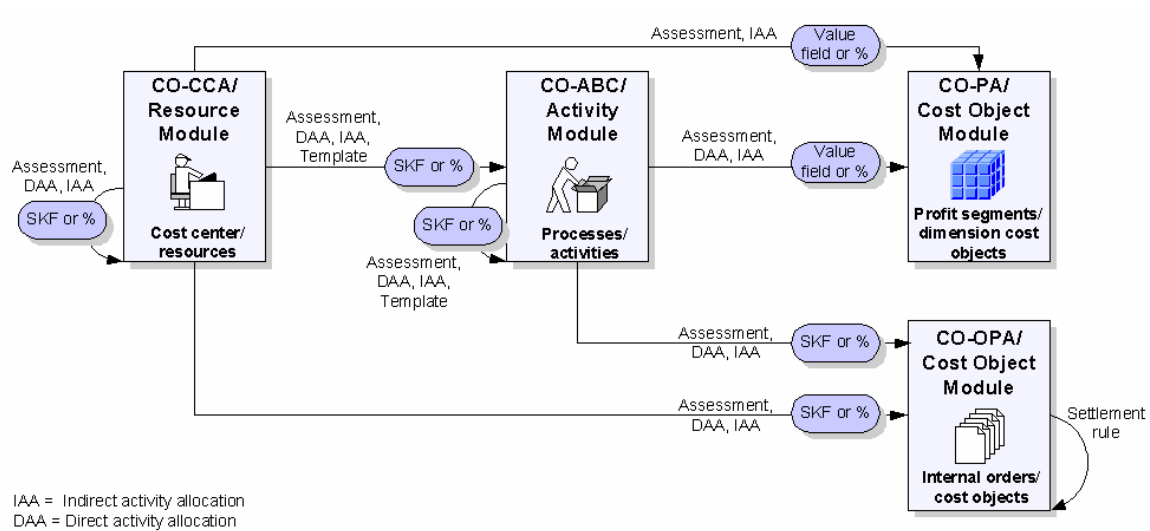 Assessment, IAA
Value
field or %
CO-CCA/
Resource
Module
Cost center/
resources
Assessment,
DAA, IAA
SKF or %
Assessment,
DAA, IAA,
Template
SKF or %
CO-ABC/
Activity
Module
Processes/
activities
SKF or %
Assessment,
DAA, IAA,
Template
Assessment,
DAA, IAA
Value
field or %
CO-PA/
Cost Object
Module
Profit segments/
dimension cost
objects
Assessment,
DAA, IAA
SKF or %
Assessment,
DAA, IAA
SKF or %
CO-OPA/
Cost Object
Module
Internal orders/
cost objects
Settlement
rule
IAA = Indirect activity allocation
DAA = Direct activity allocation